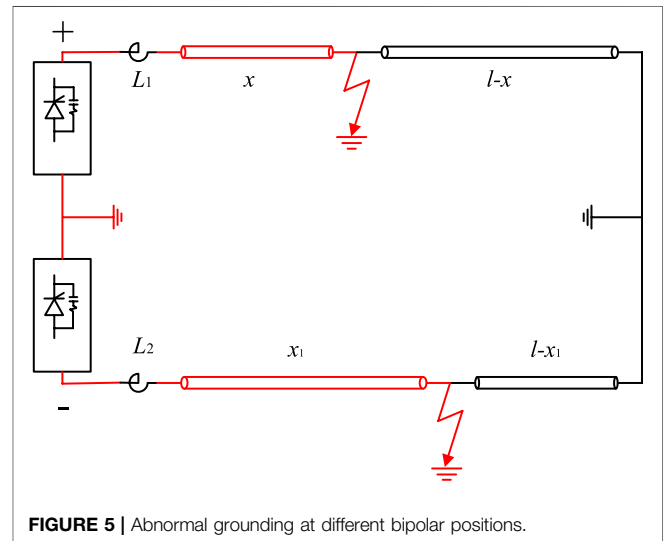 +
L1
x
l-x
L2
x1
l-x1
-
FIGURE 5 | Abnormal grounding at different bipolar positions.